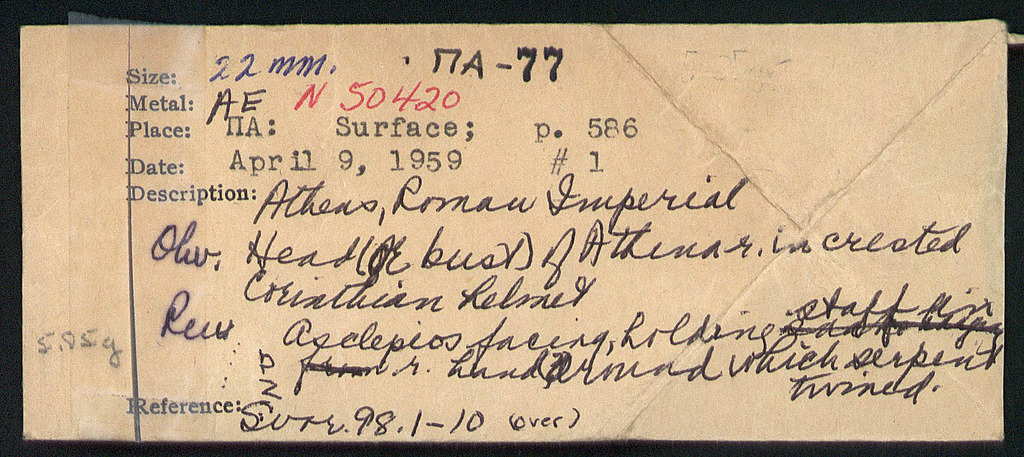 Size: 22 mm. · ΠΑ-77
Metal: AE N 50420
Place: ΠΑ: Surface; p. 586
Date: April 9, 1959 # 1
Description: Athens, Roman Imperial
Obv. Head (or bust) of Athena r. in crested
Corinthian helmet
Rev Asclepios facing, holding staff in
r. hand around which serpent
twined.
5.85g
Reference: Svor. 98.1-10 (over)